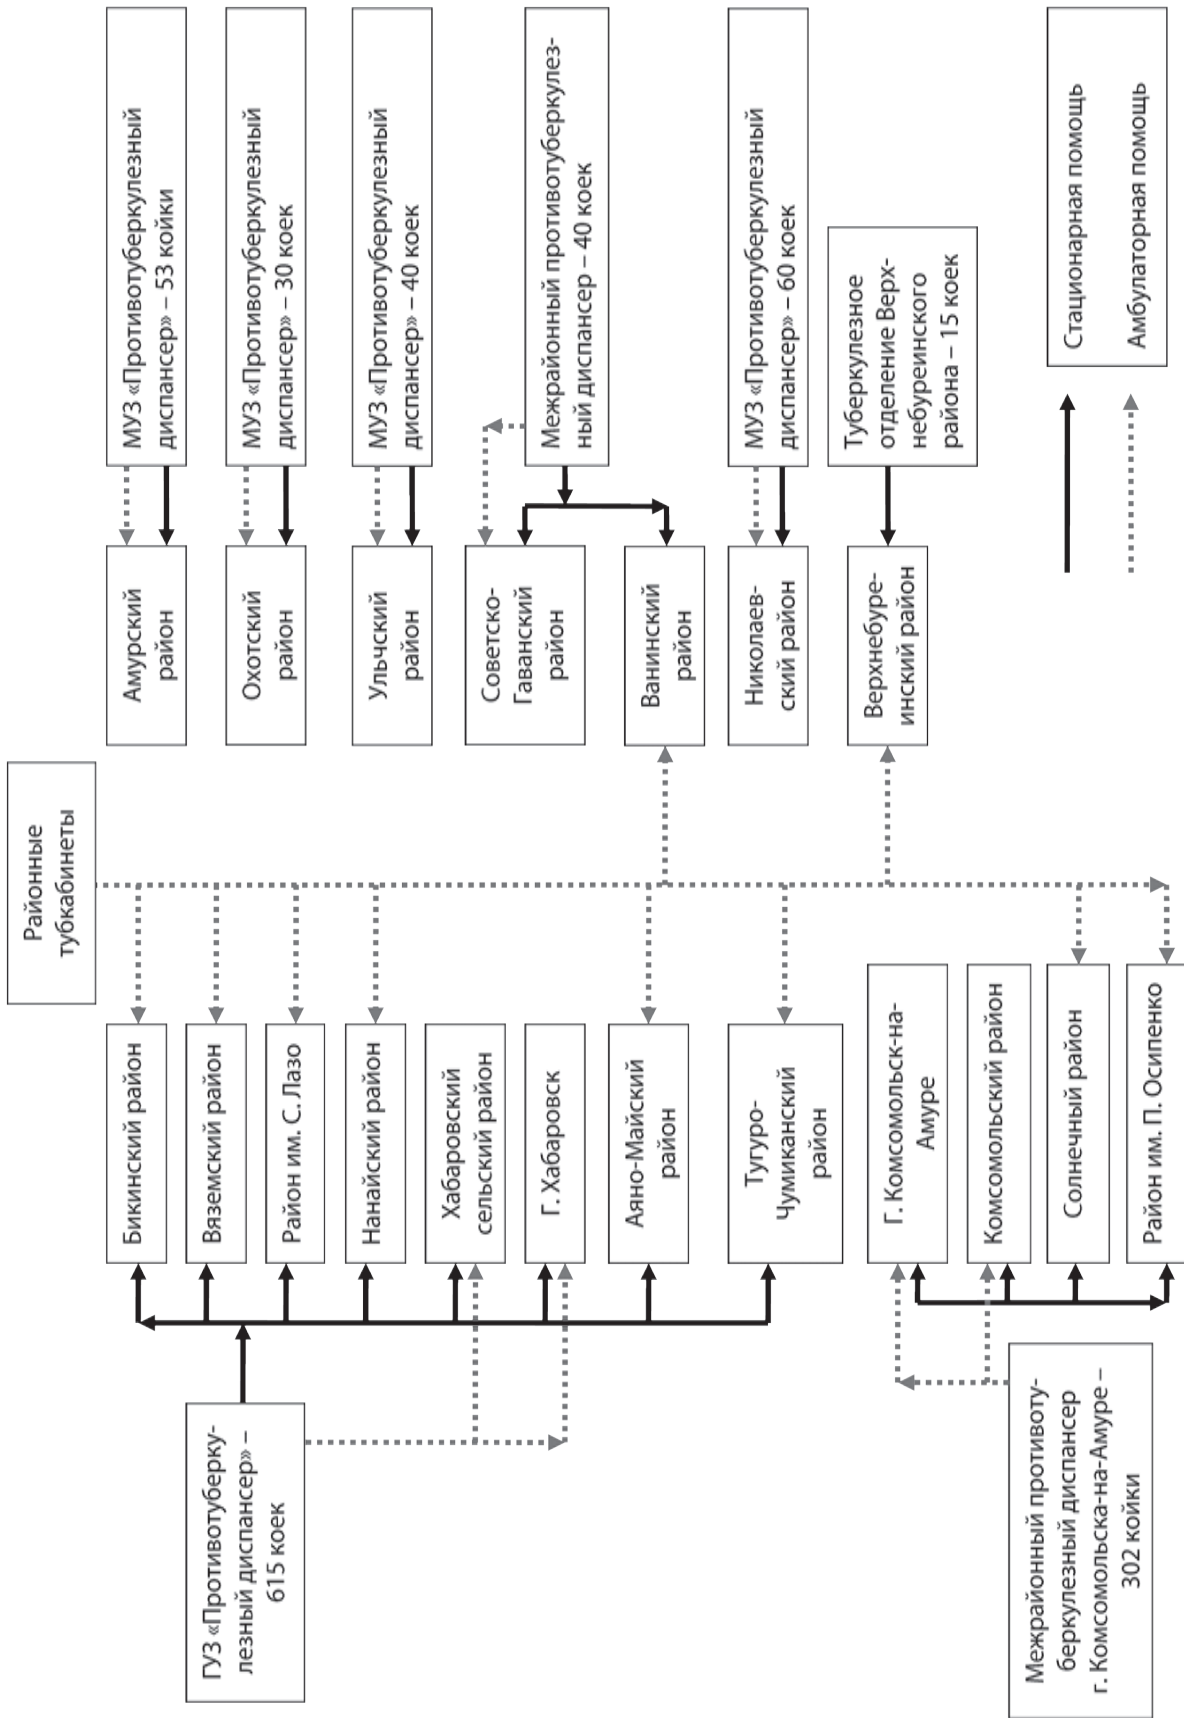 Районные
тубкабинеты
ГУЗ «Противотуберку-
лезный диспансер» –
615 коек
Межрайонный противоту-
беркулезный диспансер
г. Комсомольска-на-Амуре –
302 койки
Бикинский район
Вяземский район
Район им. С. Лазо
Нанайский район
Хабаровский
сельский район
Г. Хабаровск
Аяно-Майский
район
Тугуро-
Чумиканский
район
Г. Комсомольск-на-
Амуре
Комсомольский район
Солнечный район
Район им. П. Осипенко
Амурский
район
Охотский
район
Ульчский
район
Советско-
Гаванский
район
Ванинский
район
Николаев-
ский район
Верхнебуре-
инский район
МУЗ «Противотуберкулезный
диспансер» – 53 койки
МУЗ «Противотуберкулезный
диспансер» – 30 коек
МУЗ «Противотуберкулезный
диспансер» – 40 коек
Межрайонный противотуберкулез-
ный диспансер – 40 коек
МУЗ «Противотуберкулезный
диспансер» – 60 коек
Туберкулезное
отделение Верх-
небуреинского
района – 15 коек
Стационарная помощь
Амбулаторная помощь